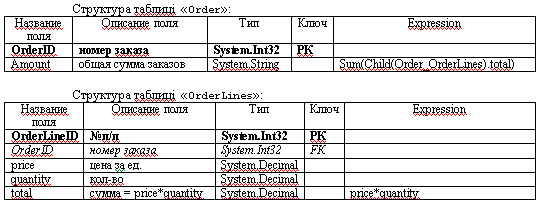 Структура таблиці «Order»:
Название поля Описание поля Тип Ключ Expression
OrderID номер заказа System.Int32 PK
Amount общая сумма заказов System.String Sum(Child(Order_OrderLines).total)
Структура таблиці «OrderLines»:
Название поля Описание поля Тип Ключ Expression
OrderLineID №п/п System.Int32 PK
OrderID номер заказа System.Int32 FK
price цена за ед. System.Decimal
quantity кол-во System.Decimal
total сумма = price*quantity System.Decimal price*quantity